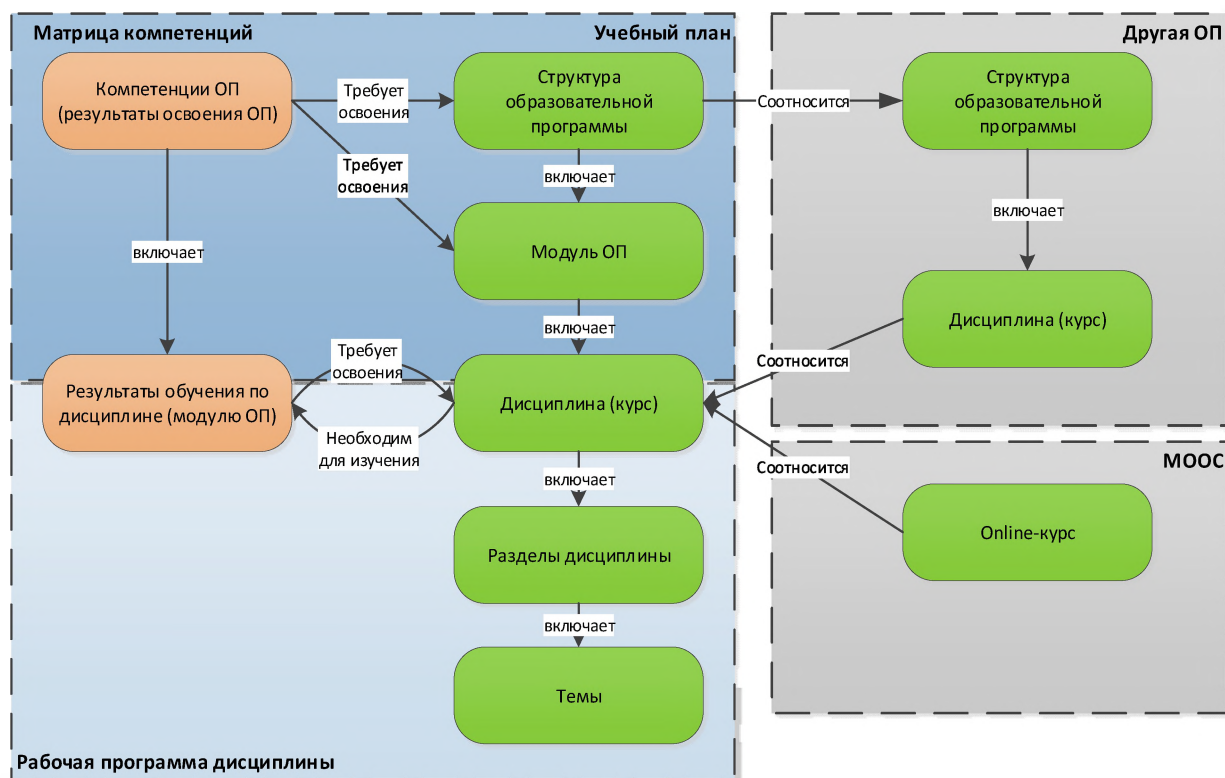 Матрица компетенций
Учебный план
Другая ОП
Компетенции ОП
(результаты освоения ОП)
Требует
освоения
Структура
образовательной
программы
Соотносится
Структура
образовательной
программы
Требует
освоения
включает
включает
включает
Модуль ОП
включает
Дисциплина (курс)
Результаты обучения по
дисциплине (модулю ОП)
Требует
освоения
Необходим
для изучения
Дисциплина (курс)
Соотносится
MOOC
Соотносится
включает
Online-курс
Разделы дисциплины
включает
Темы
Рабочая программа дисциплины